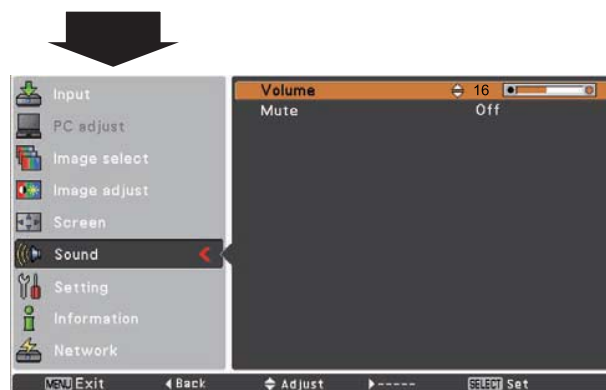 Input
PC adjust
Image select
Image adjust
Screen
Sound
Setting
Information
Network
Volume 16
Mute Off
MENU Exit Back Adjust ----- SELECT Set